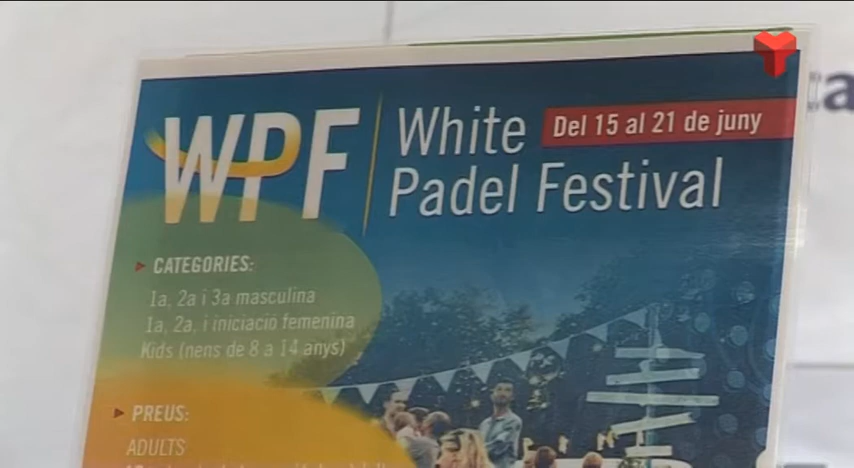 WPF
White
Padel Festival
Del 15 al 21 de juny
CATEGORIES:
1a, 2a i 3a masculina
1a, 2a, i iniciació femenina
Kids (nens de 8 a 14 anys)
PREUS:
ADULTS
ca